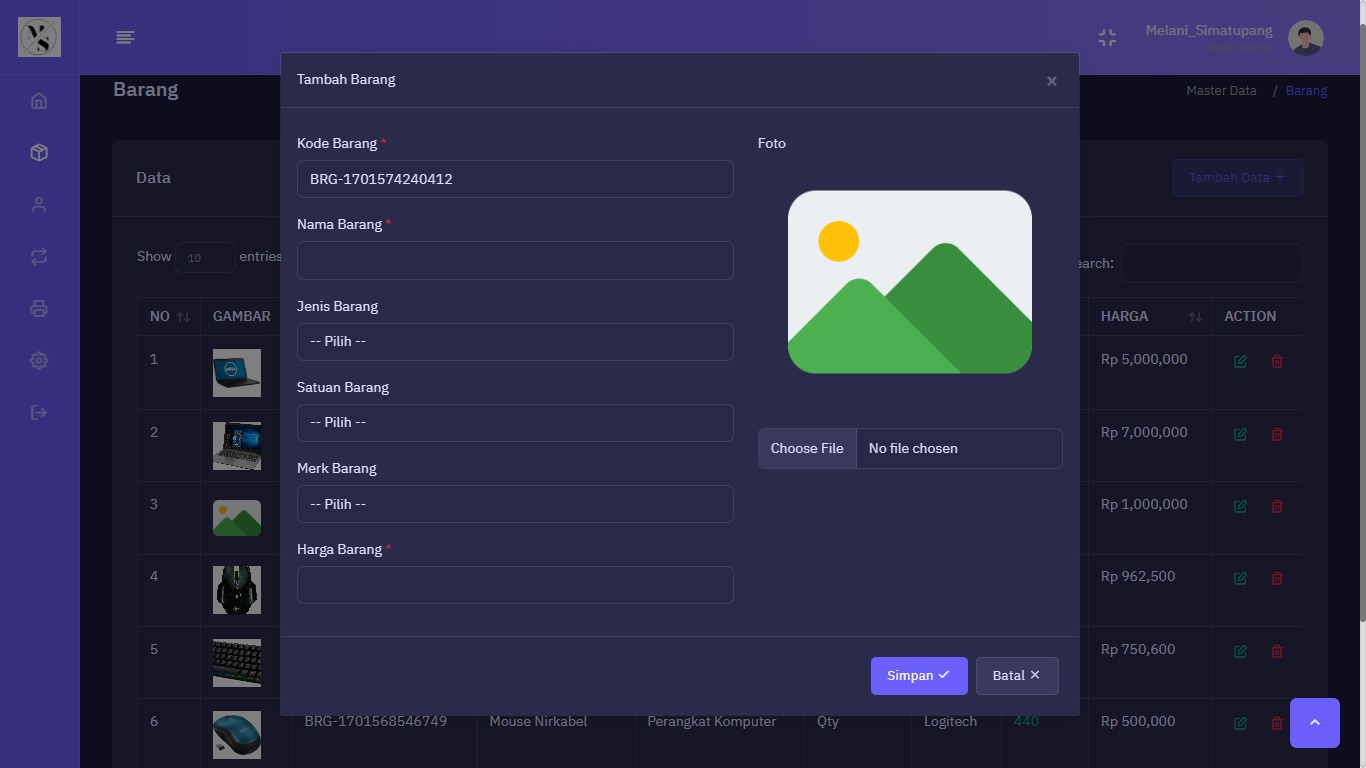 VS
Melani_Simatupang
Barang
Master Data / Barang
Data
Tambah Data +
Show 10 entries
earch:
NO GAMBAR HARGA ACTION
1 Rp 5,000,000
2 Rp 7,000,000
3 Rp 1,000,000
4 Rp 962,500
5 Rp 750,600
6 BRG-1701568546749 Mouse Nirkabel Perangkat Komputer Qty Logitech 440 Rp 500,000
Tambah Barang
×
Kode Barang *
BRG-1701574240412
Nama Barang *
Jenis Barang
-- Pilih --
Satuan Barang
-- Pilih --
Merk Barang
-- Pilih --
Harga Barang *
Foto
Choose File No file chosen
Simpan
Batal